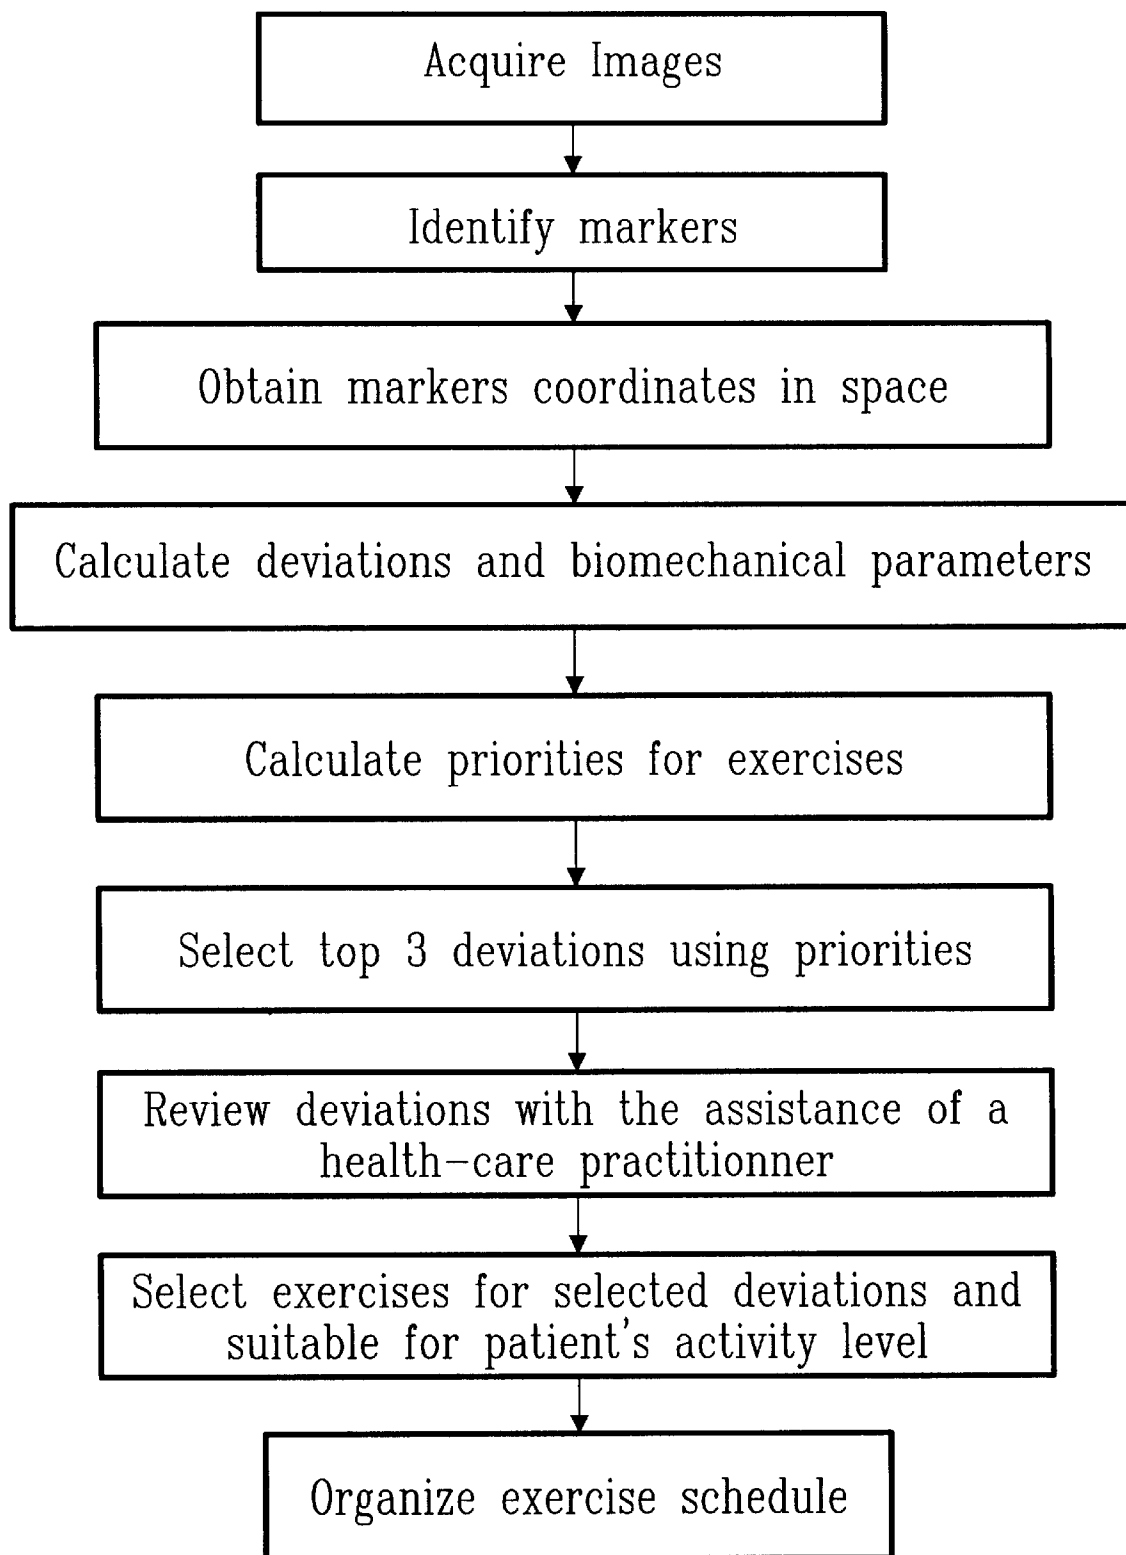 Acquire Images
Identify markers
Obtain markers coordinates in space
Calculate deviations and biomechanical parameters
Calculate priorities for exercises
Select top 3 deviations using priorities
Review deviations with the assistance of a
health-care practitionner
Select exercises for selected deviations and
suitable for patient's activity level
Organize exercise schedule